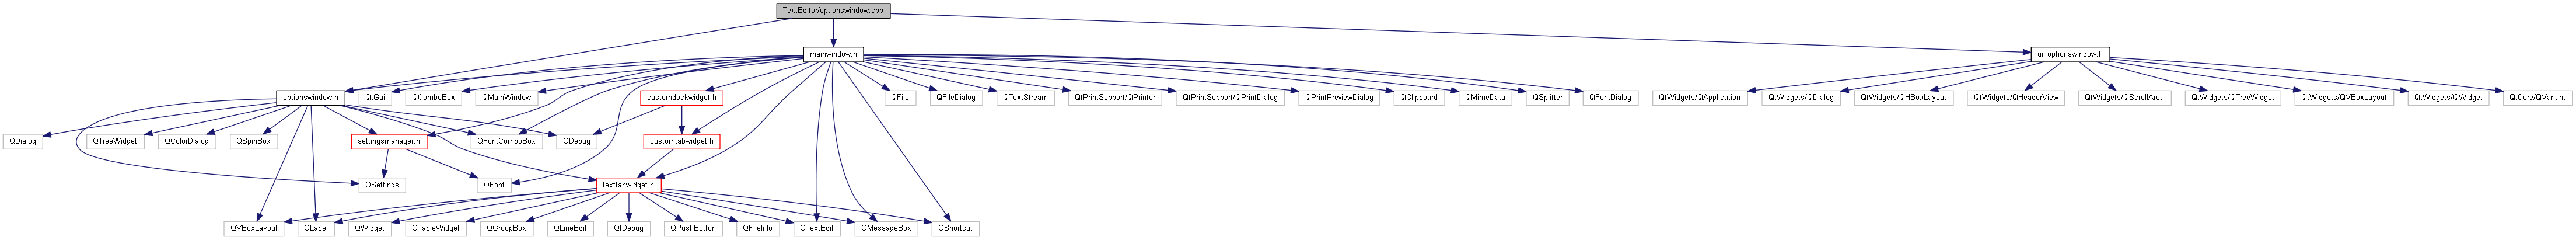 TextEditor/optionswindow.cpp
mainwindow.h
ui_optionswindow.h
optionswindow.h
QtGui
QComboBox
QMainWindow
customdockwidget.h
QFile
QFileDialog
QTextStream
QtPrintSupport/QPrinter
QtPrintSupport/QPrintDialog
QPrintPreviewDialog
QClipboard
QMimeData
QSplitter
QFontDialog
QtWidgets/QApplication
QtWidgets/QDialog
QtWidgets/QHBoxLayout
QtWidgets/QHeaderView
QtWidgets/QScrollArea
QtWidgets/QTreeWidget
QtWidgets/QVBoxLayout
QtWidgets/QWidget
QtCore/QVariant
QDialog
QTreeWidget
QColorDialog
QSpinBox
settingsmanager.h
QFontComboBox
QDebug
customtabwidget.h
QSettings
QFont
texttabwidget.h
QVBoxLayout
QLabel
QWidget
QTableWidget
QGroupBox
QLineEdit
QtDebug
QPushButton
QFileInfo
QTextEdit
QMessageBox
QShortcut